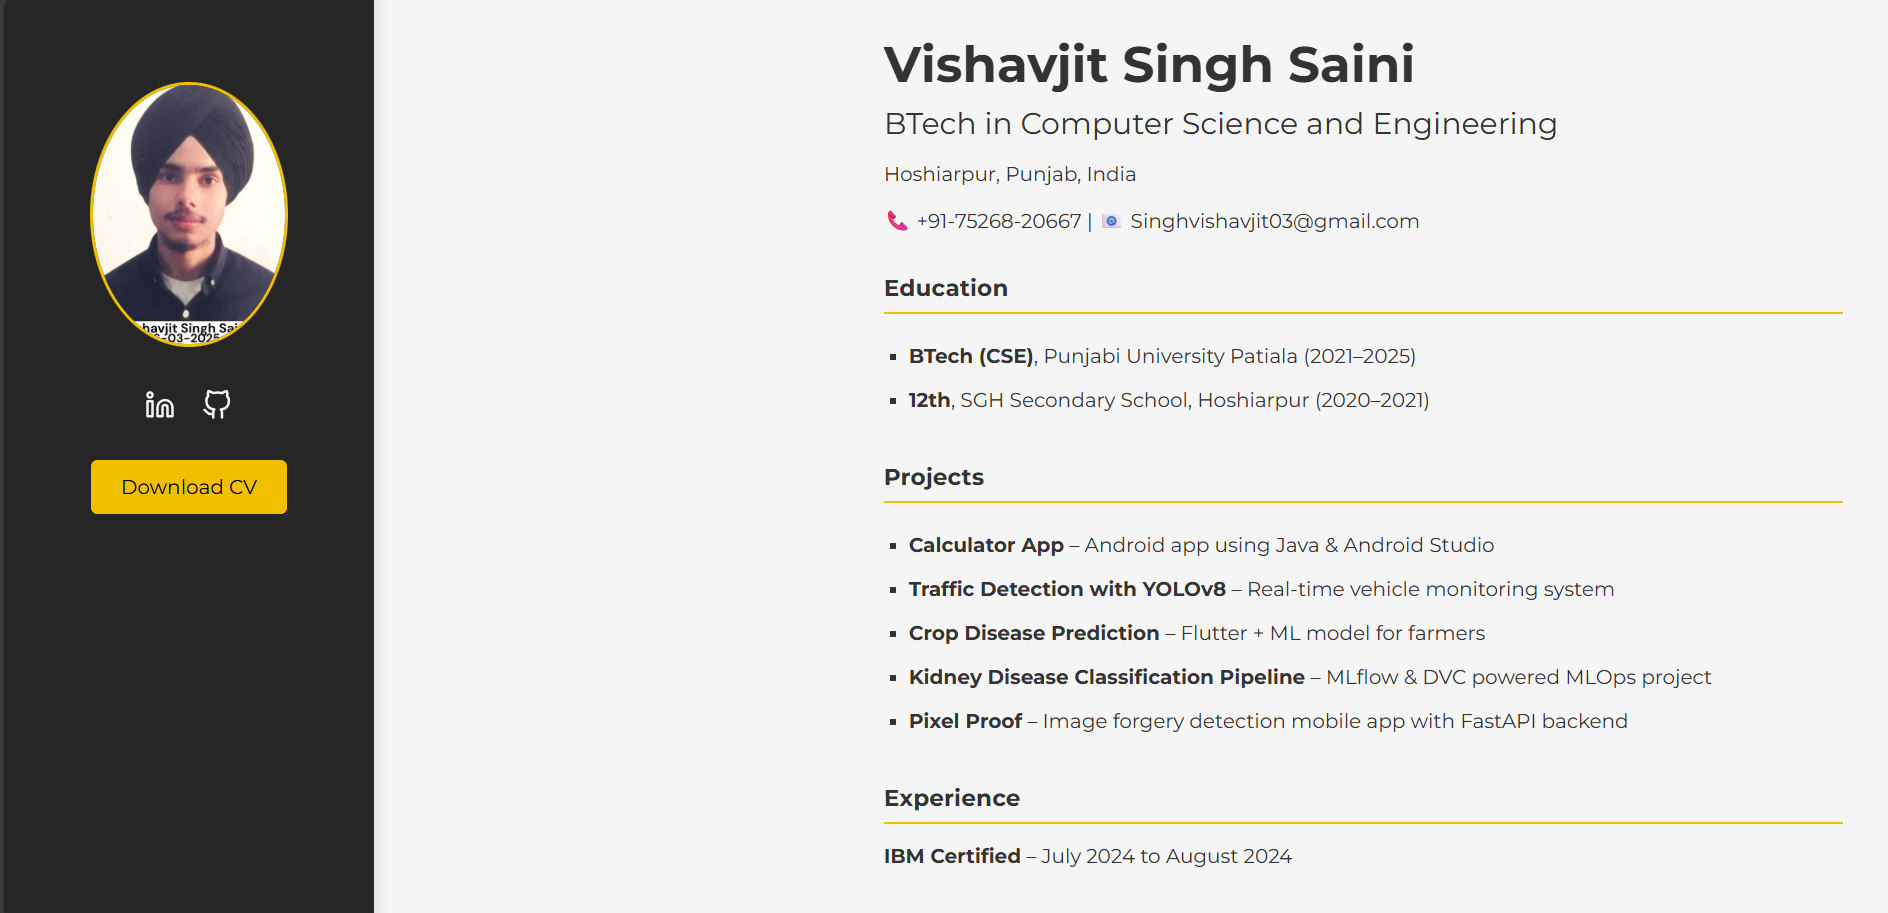 havjit Singh Sai
-03-2025
Download CV
Vishavjit Singh Saini
BTech in Computer Science and Engineering
Hoshiarpur, Punjab, India
+91-75268-20667 | Singhvishavjit03@gmail.com
Education
BTech (CSE), Punjabi University Patiala (2021–2025)
12th, SGH Secondary School, Hoshiarpur (2020–2021)
Projects
Calculator App – Android app using Java & Android Studio
Traffic Detection with YOLOv8 – Real-time vehicle monitoring system
Crop Disease Prediction – Flutter + ML model for farmers
Kidney Disease Classification Pipeline – MLflow & DVC powered MLOps project
Pixel Proof – Image forgery detection mobile app with FastAPI backend
Experience
IBM Certified – July 2024 to August 2024